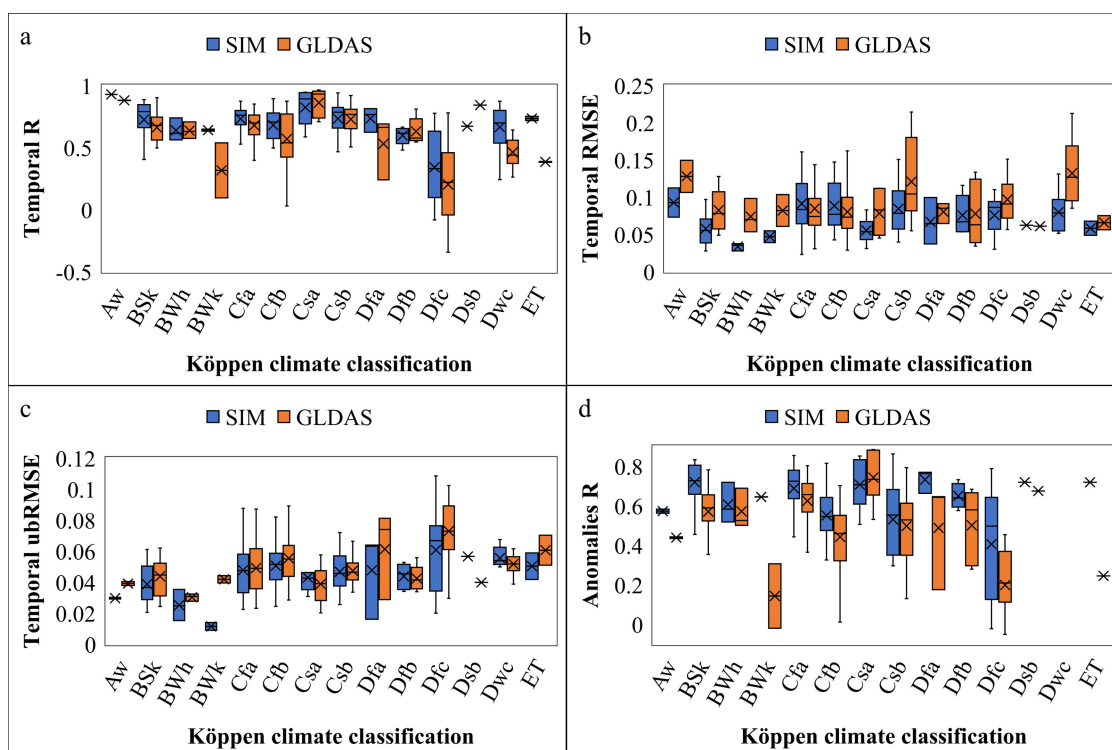 a
SIM GLDAS
Temporal R
1
0.5
0
-0.5
Aw BSk BWh BWk Cfa Cfb Csa Csb Dfa Dfb Dfc Dsb Dwc ET
Köppen climate classification
b
SIM GLDAS
Temporal RMSE
0.25
0.2
0.15
0.1
0.05
0
Aw BSk BWh BWk Cfa Cfb Csa Csb Dfa Dfb Dfc Dsb Dwc ET
Köppen climate classification
c
SIM GLDAS
Temporal ubRMSE
0.12
0.1
0.08
0.06
0.04
0.02
0
Aw BSk BWh BWk Cfa Cfb Csa Csb Dfa Dfb Dfc Dsb Dwc ET
Köppen climate classification
d
SIM GLDAS
Anomalies R
0.8
0.6
0.4
0.2
0
Aw BSk BWh BWk Cfa Cfb Csa Csb Dfa Dfb Dfc Dsb Dwc ET
Köppen climate classification